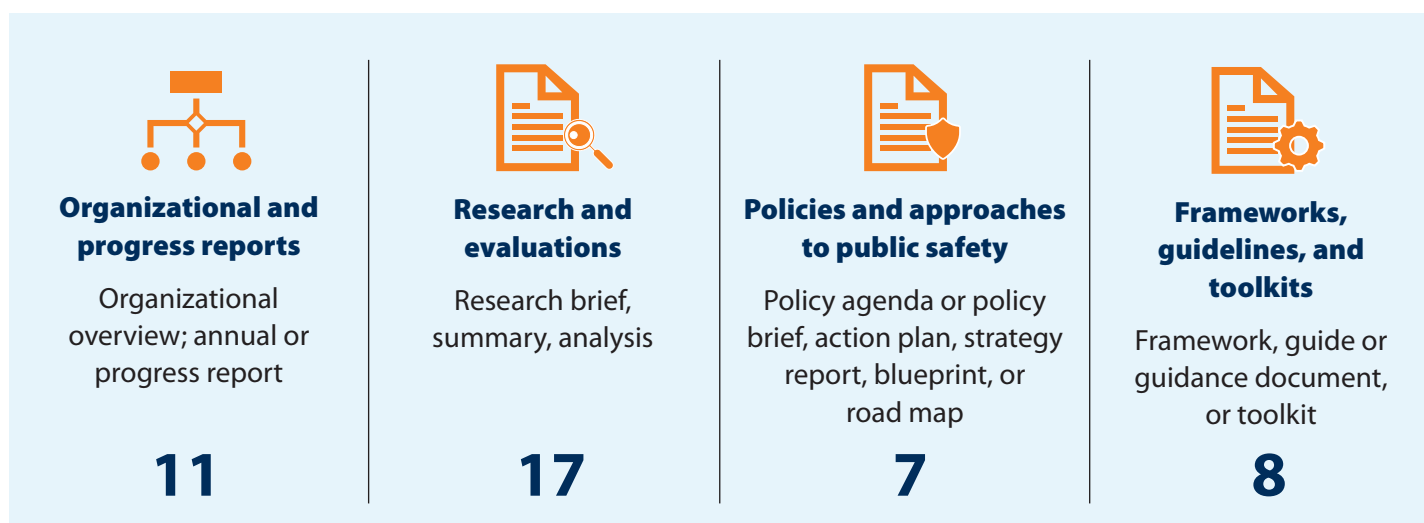 Organizational and
progress reports
Organizational
overview; annual or
progress report
11
Research and
evaluations
Research brief,
summary, analysis
17
Policies and approaches
to public safety
Policy agenda or policy
brief, action plan, strategy
report, blueprint, or
road map
7
Frameworks,
guidelines, and
toolkits
Framework, guide or
guidance document,
or toolkit
8